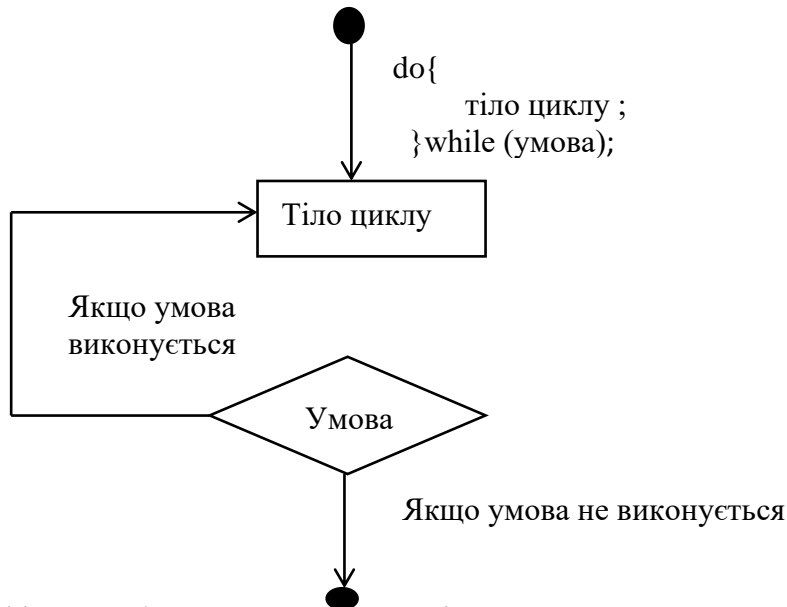 do{
тіло циклу ;
}while (умова);
Тіло циклу
Якщо умова
виконується
Умова
Якщо умова не виконується